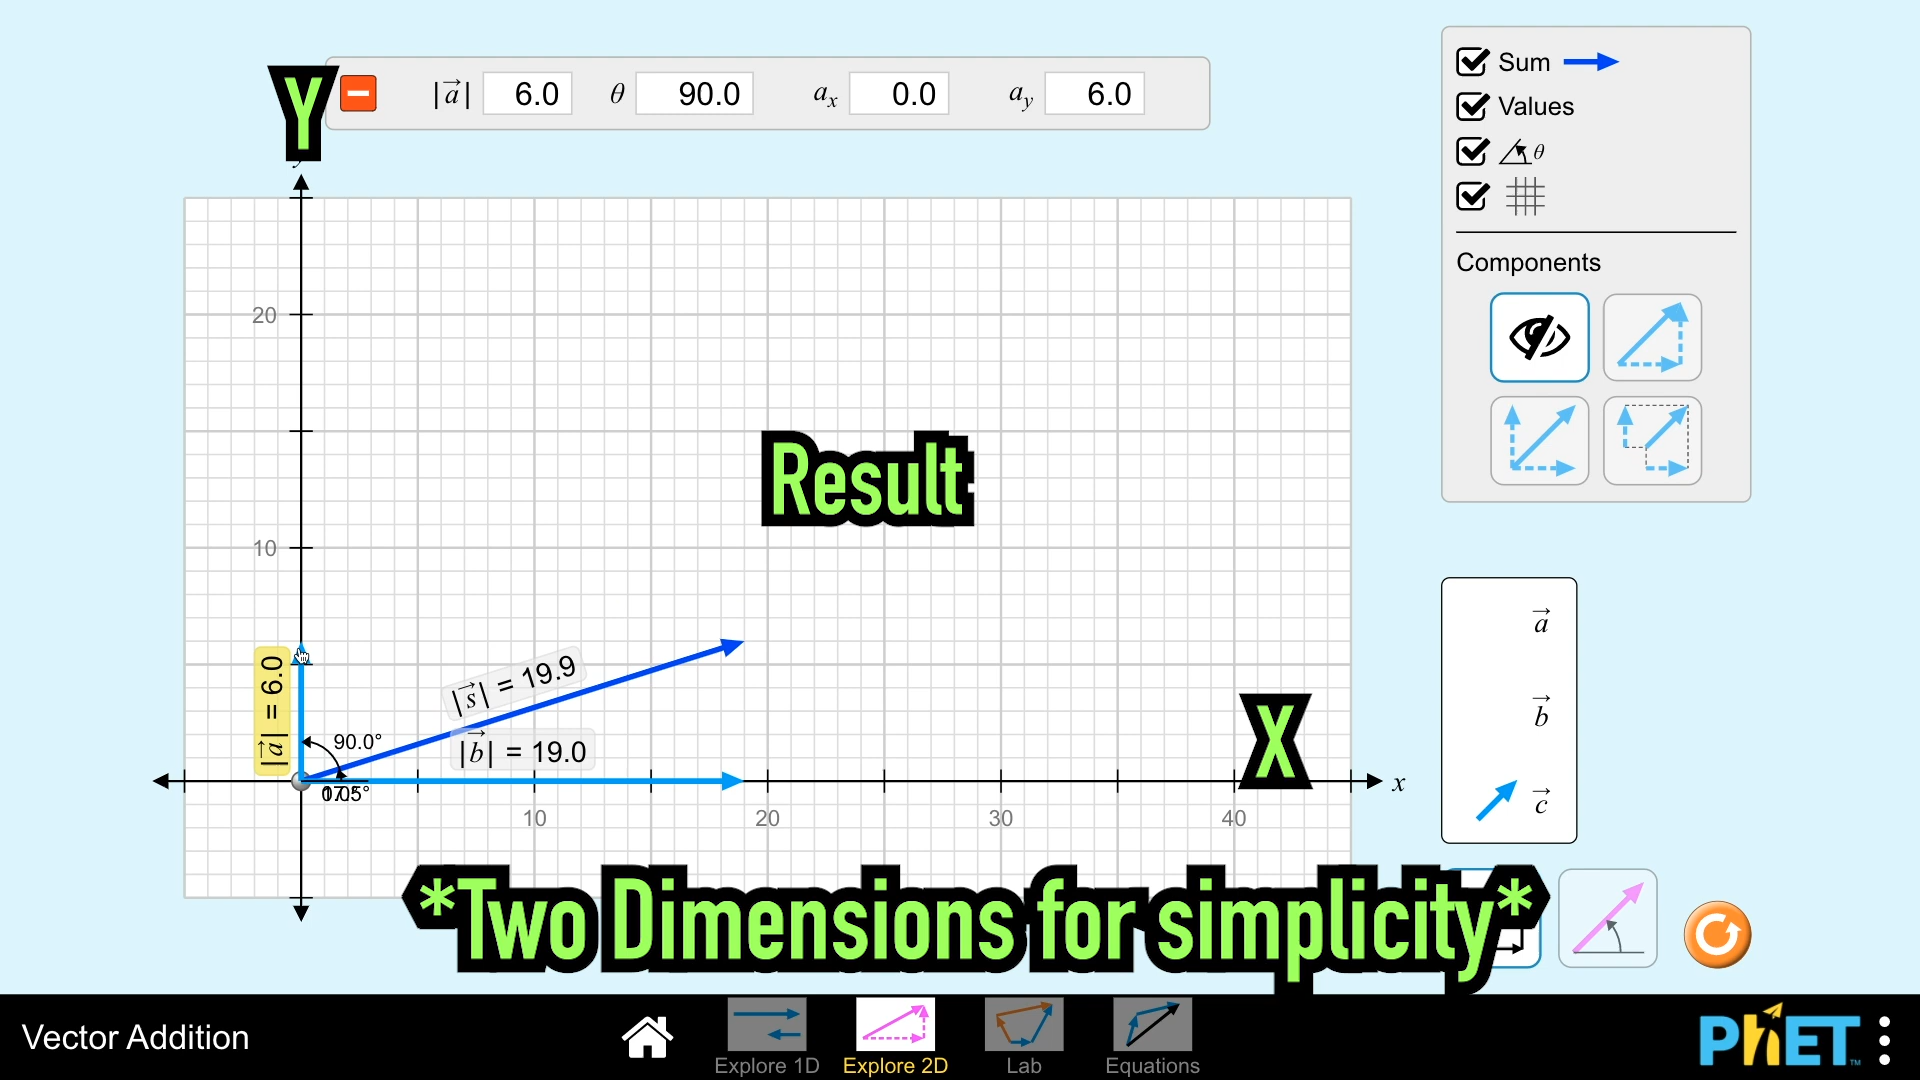 Y
|a| 6.0 θ 90.0 aₓ 0.0 a_y 6.0
Sum
Values
θ
Components
20
10
Result
|a| = 6.0
90.0°
|s| = 19.9
|b| = 19.0
X
x
10 20 30 40
a
b
c
*Two Dimensions for simplicity*
Vector Addition
Explore 1D
Explore 2D
Lab
Equations
PhET™